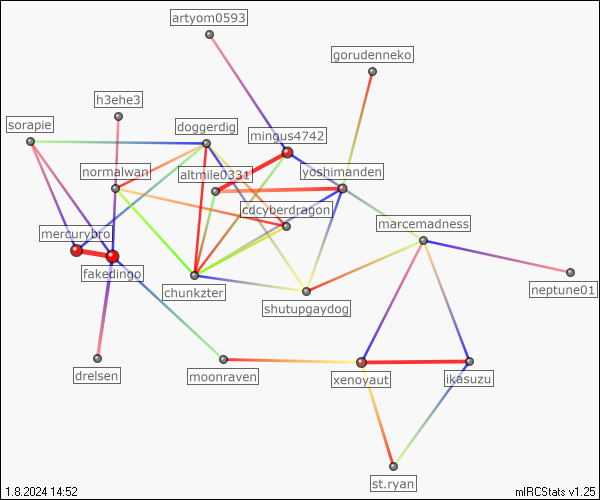 artyom0593
gorudenneko
h3ehe3
sorapie
doggerdig
mingus4742
normalwan
altmile0331
yoshimanden
cdcyberdragon
marcemadness
mercurybro
fakedingo
chunkzter
shutupgaydog
neptune01
drelsen
moonraven
xenoyaut
ikasuzu
st.ryan
1.8.2024 14:52
mIRCStats v1.25